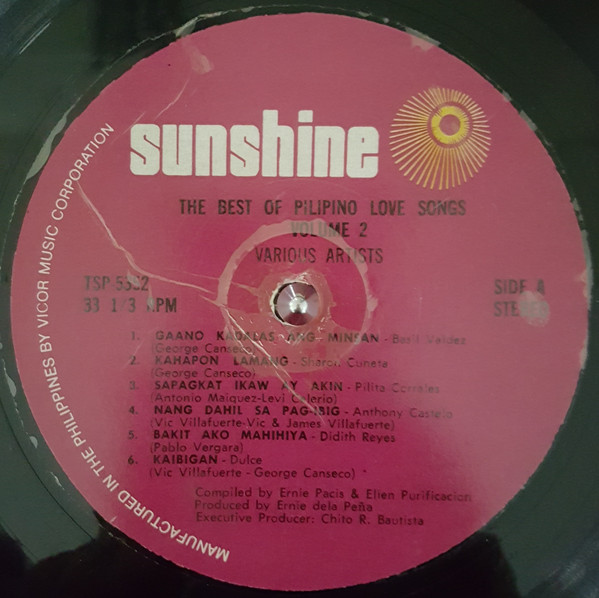 sunshine
THE BEST OF PILIPINO LOVE SONGS
VOLUME 2
VARIOUS ARTISTS
SIDE A
33 1/3 RPM
STEREO
1. GAANO KADALAS ANG MINSAN - Basil Valdez
(George Canseco)
2. KAHAPON LAMANG - Sharon Cuneta
(George Canseco)
3. SAPAGKAT IKAW AY AKIN - Pilita Corrales
(Antonio Maiquez-Levi Celerio)
4. NANG DAHIL SA PAG-IBIG - Anthony Castelo
(Vic Villafuerte-Vic & James Villafuerte)
5. BAKIT AKO MAHIHIYA - Didith Reyes
(Pablo Vergara)
6. KAIBIGAN - Dulce
(Vic Villafuerte - George Canseco)
Compiled by Ernie Pacis & Ellen Purificacion
Produced by Ernie dela Peña
Executive Producer: Chito R. Bautista
MANUFACTURED IN THE PHILIPPINES BY VICOR MUSIC CORPORATION